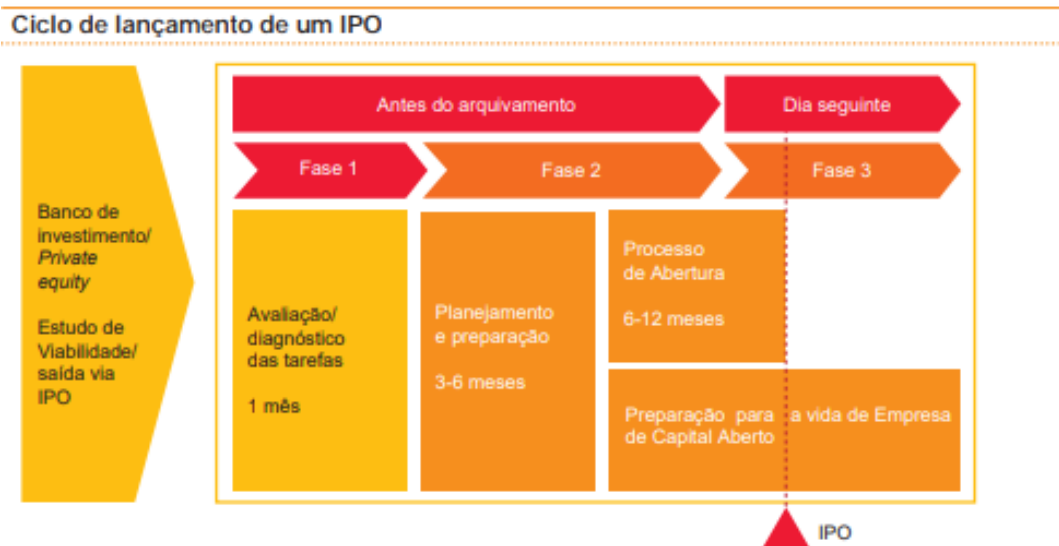 Ciclo de lançamento de um IPO
Banco de
investimento/
Private
equity
Estudo de
Viabilidade/
saída via
IPO
Antes do arquivamento
Dia seguinte
Fase 1
Fase 2
Fase 3
Avaliação/
diagnóstico
das tarefas
1 mês
Planejamento
e preparação
3-6 meses
Processo
de Abertura
6-12 meses
Preparação para a vida de Empresa
de Capital Aberto
IPO